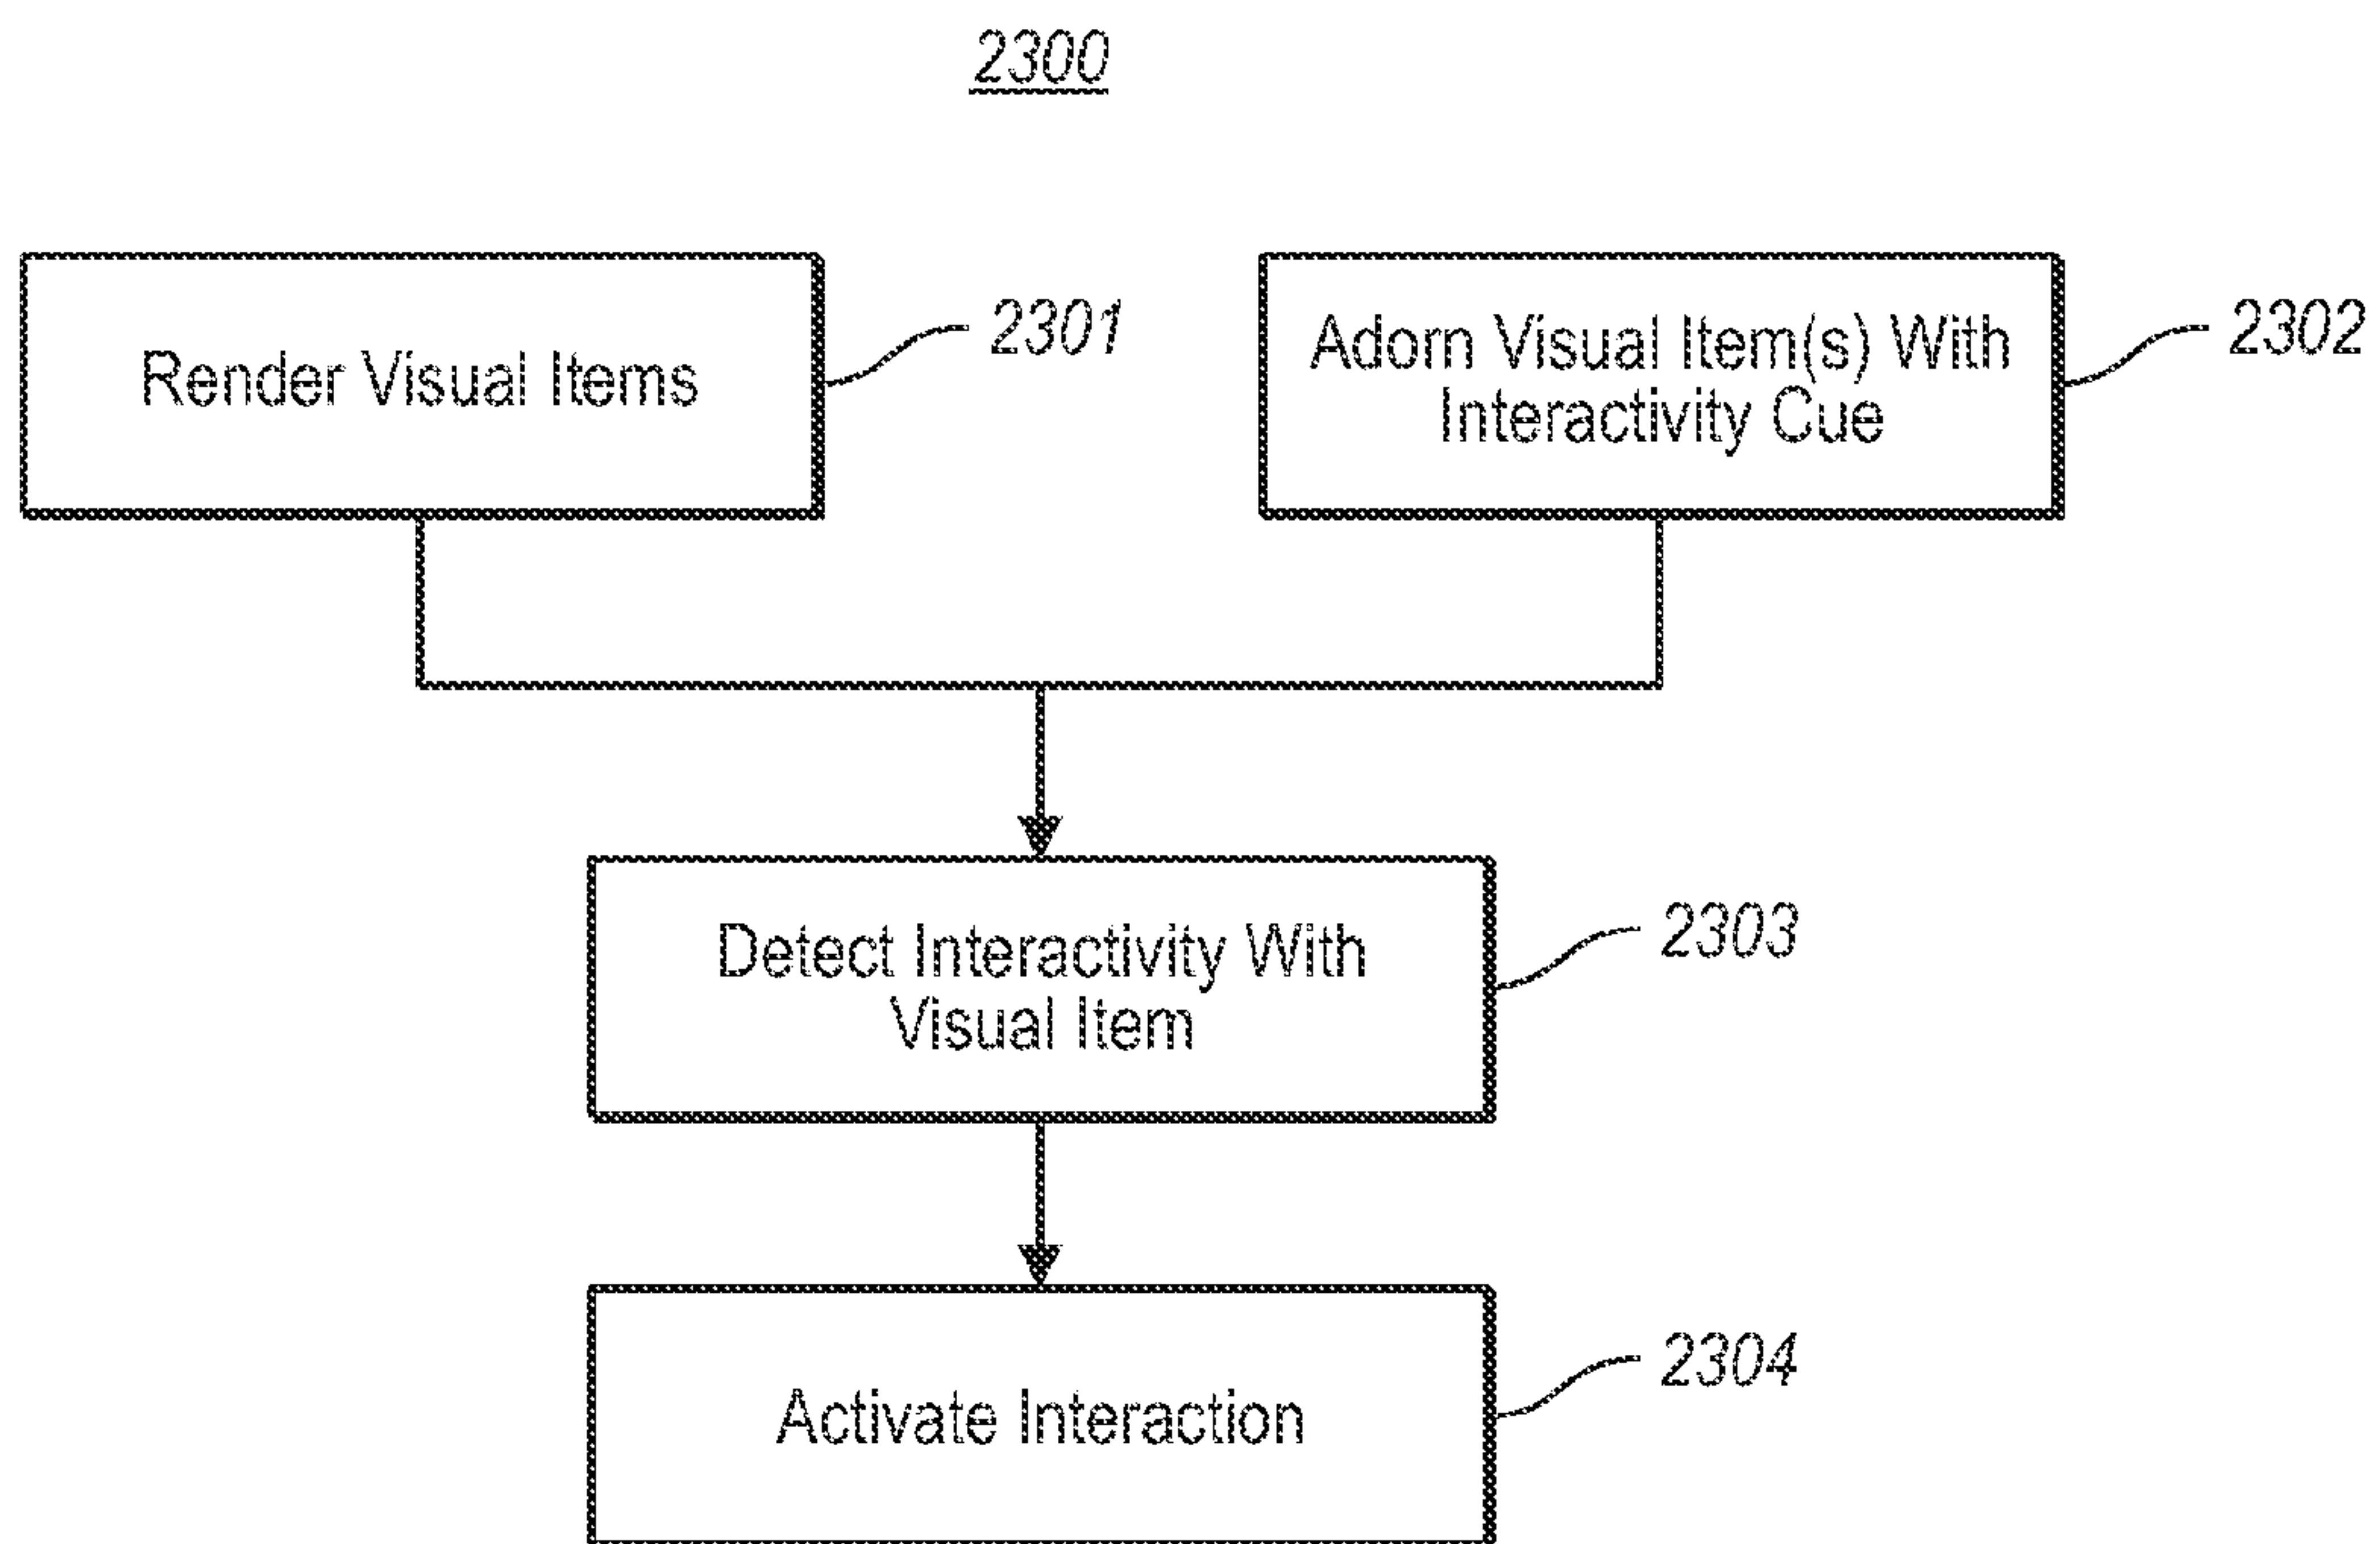 2300
Render Visual Items
2301
Adorn Visual Item(s) With
Interactivity Cue
2302
Detect Interactivity With
Visual Item
2303
Activate Interaction
2304